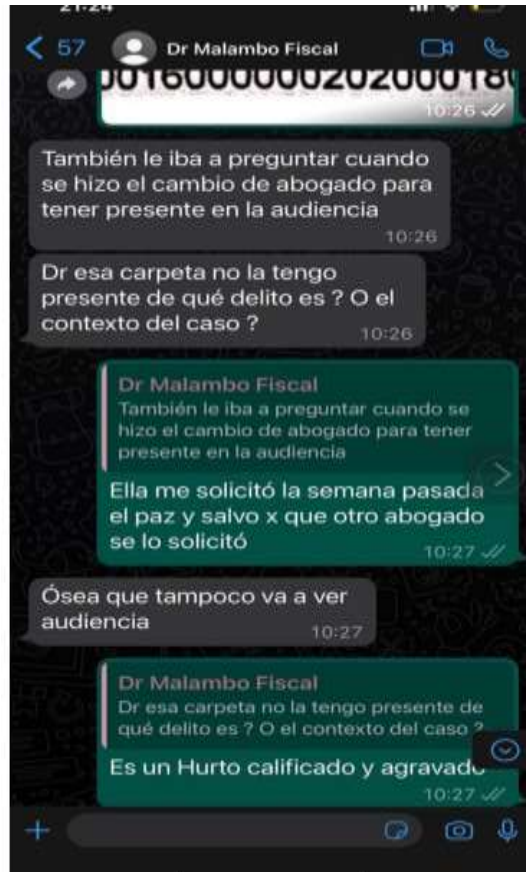 21:24
57 Dr Malambo Fiscal
10:26
También le iba a preguntar cuando
se hizo el cambio de abogado para
tener presente en la audiencia
10:26
Dr esa carpeta no la tengo
presente de qué delito es ? O el
contexto del caso ?
10:26
Dr Malambo Fiscal
También le iba a preguntar cuando se
hizo el cambio de abogado para tener
presente en la audiencia
Ella me solicitó la semana pasada
el paz y salvo x que otro abogado
se lo solicitó
10:27
Ósea que tampoco va a ver
audiencia
10:27
Dr Malambo Fiscal
Dr esa carpeta no la tengo presente de
qué delito es ? O el contexto del caso ?
Es un Hurto calificado y agravado
10:27